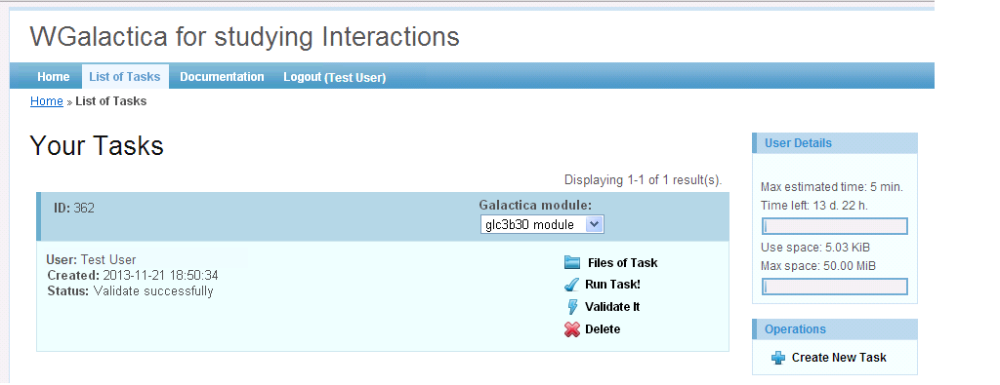 WGalactica for studying Interactions
Home List of Tasks Documentation Logout (Test User)
Home » List of Tasks
Your Tasks
Displaying 1-1 of 1 result(s).
ID: 362
Galactica module:
glc3b30 module
User: Test User
Created: 2013-11-21 18:50:34
Status: Validate successfully
Files of Task
Run Task!
Validate It
Delete
User Details
Max estimated time: 5 min.
Time left: 13 d. 22 h.
Use space: 5.03 KiB
Max space: 50.00 MiB
Operations
Create New Task